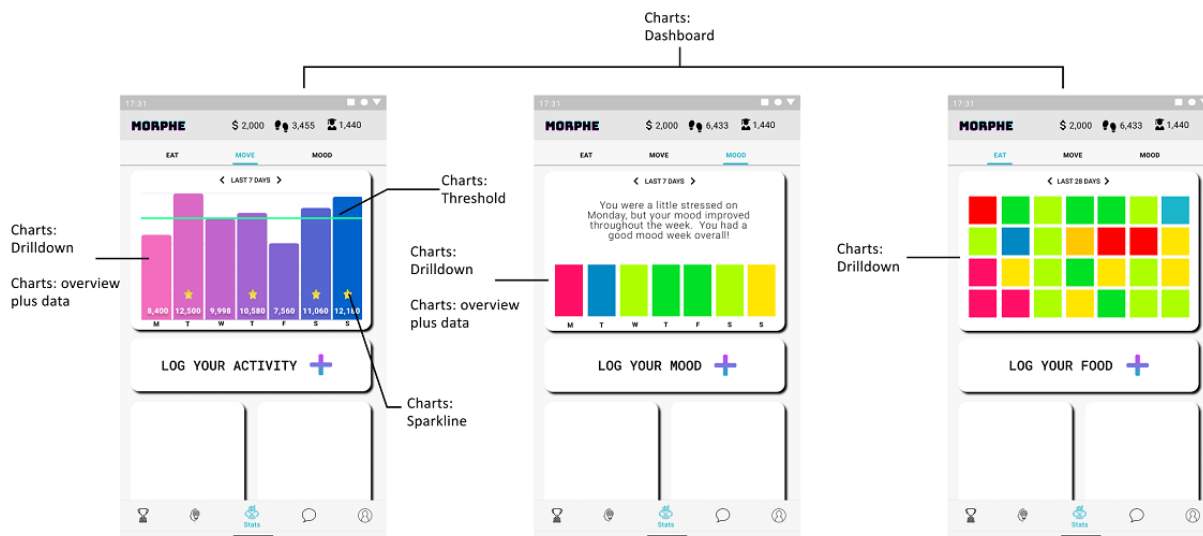 Charts:
Dashboard
17:31
MORPHE
$ 2,000
3,455
1,440
EAT
MOVE
MOOD
LAST 7 DAYS
8,400
12,500
9,998
10,580
7,560
11,060
12,180
M
T
W
T
F
S
S
LOG YOUR ACTIVITY
Stats
Charts:
Drilldown
Charts: overview
plus data
Charts:
Threshold
Charts:
Sparkline
17:31
MORPHE
$ 2,000
6,433
1,440
EAT
MOVE
MOOD
LAST 7 DAYS
You were a little stressed on
Monday, but your mood improved
throughout the week. You had a
good mood week overall!
M
T
W
T
F
S
S
LOG YOUR MOOD
Stats
Charts:
Drilldown
Charts: overview
plus data
17:31
MORPHE
$ 2,000
6,433
1,440
EAT
MOVE
MOOD
LAST 28 DAYS
LOG YOUR FOOD
Stats
Charts:
Drilldown